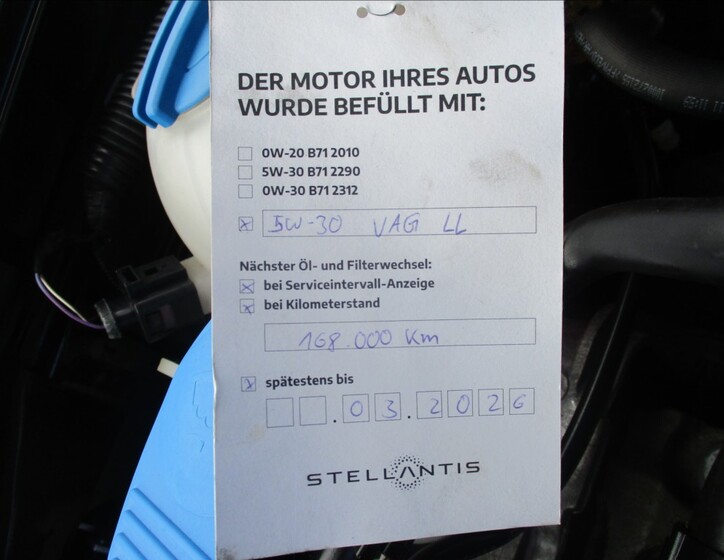 DER MOTOR IHRES AUTOS
WURDE BEFÜLLT MIT:
0W-20 B71 2010
5W-30 B71 2290
0W-30 B71 2312
5W-30 VAG LL
Nächster Öl- und Filterwechsel:
bei Serviceintervall-Anzeige
bei Kilometerstand
168.000 Km
spätestens bis
.03.2026
STELLANTIS